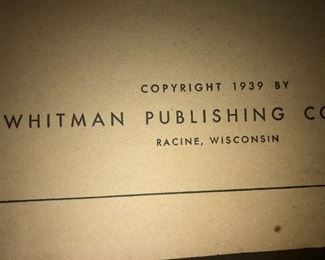 COPYRIGHT 1939 BY
WHITMAN PUBLISHING CO
RACINE, WISCONSIN